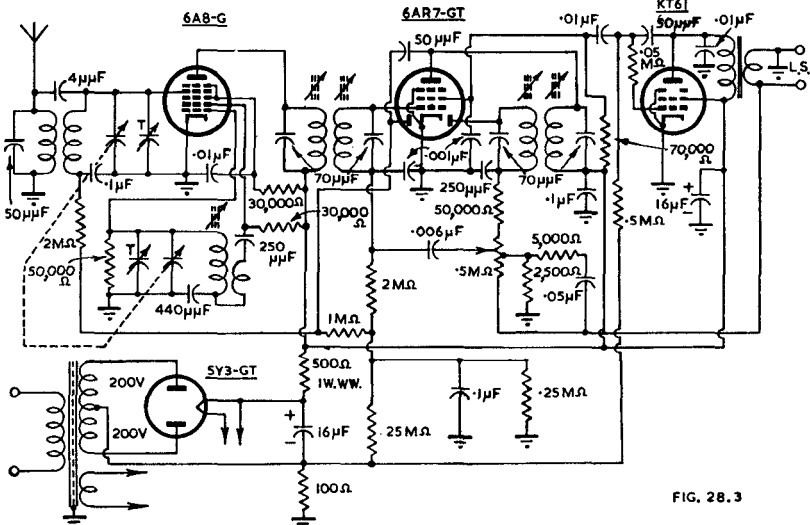 6A8-G
6AR7-GT
KT61
4µµF
50µµF
.01µF
50µµF
.01µF
.05
MΩ
L.S.
T
.1µF
.01µF
50µµF
70µµF
.001µF
250µµF
70µµF
.1µF
70,000
Ω
16µF
+
-
30,000Ω
30,000
Ω
50,000
Ω
.5MΩ
2MΩ
50,000
Ω
T
250
µµF
.006µF
.5MΩ
5,000Ω
2,500Ω
.05µF
440µµF
2MΩ
1MΩ
500Ω
1W.WW.
5Y3-GT
200V
200V
+
-
16µF
.25MΩ
.1µF
.25MΩ
100Ω
FIG. 28.3